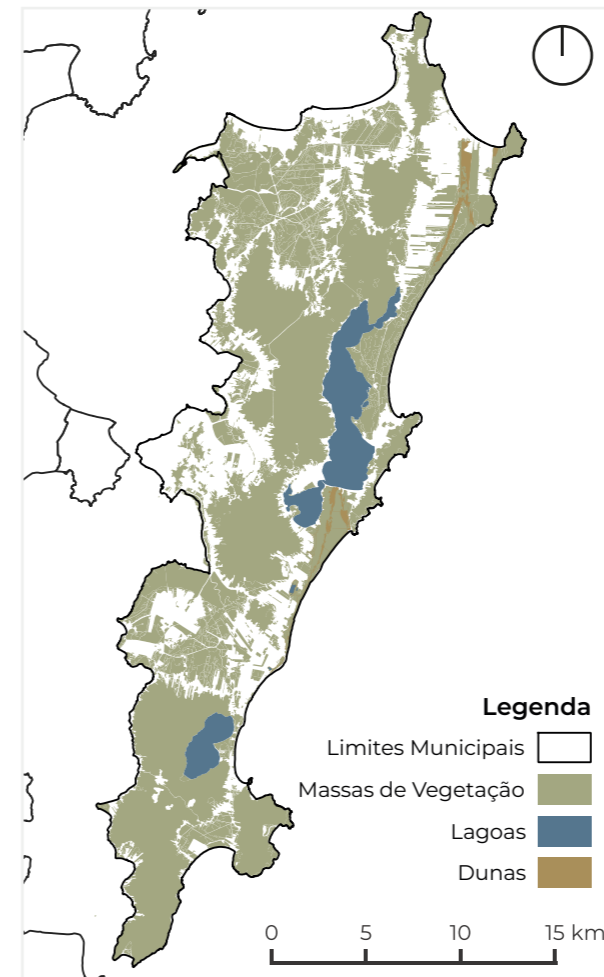 Legenda
Limites Municipais
Massas de Vegetação
Lagoas
Dunas
0 5 10 15 km